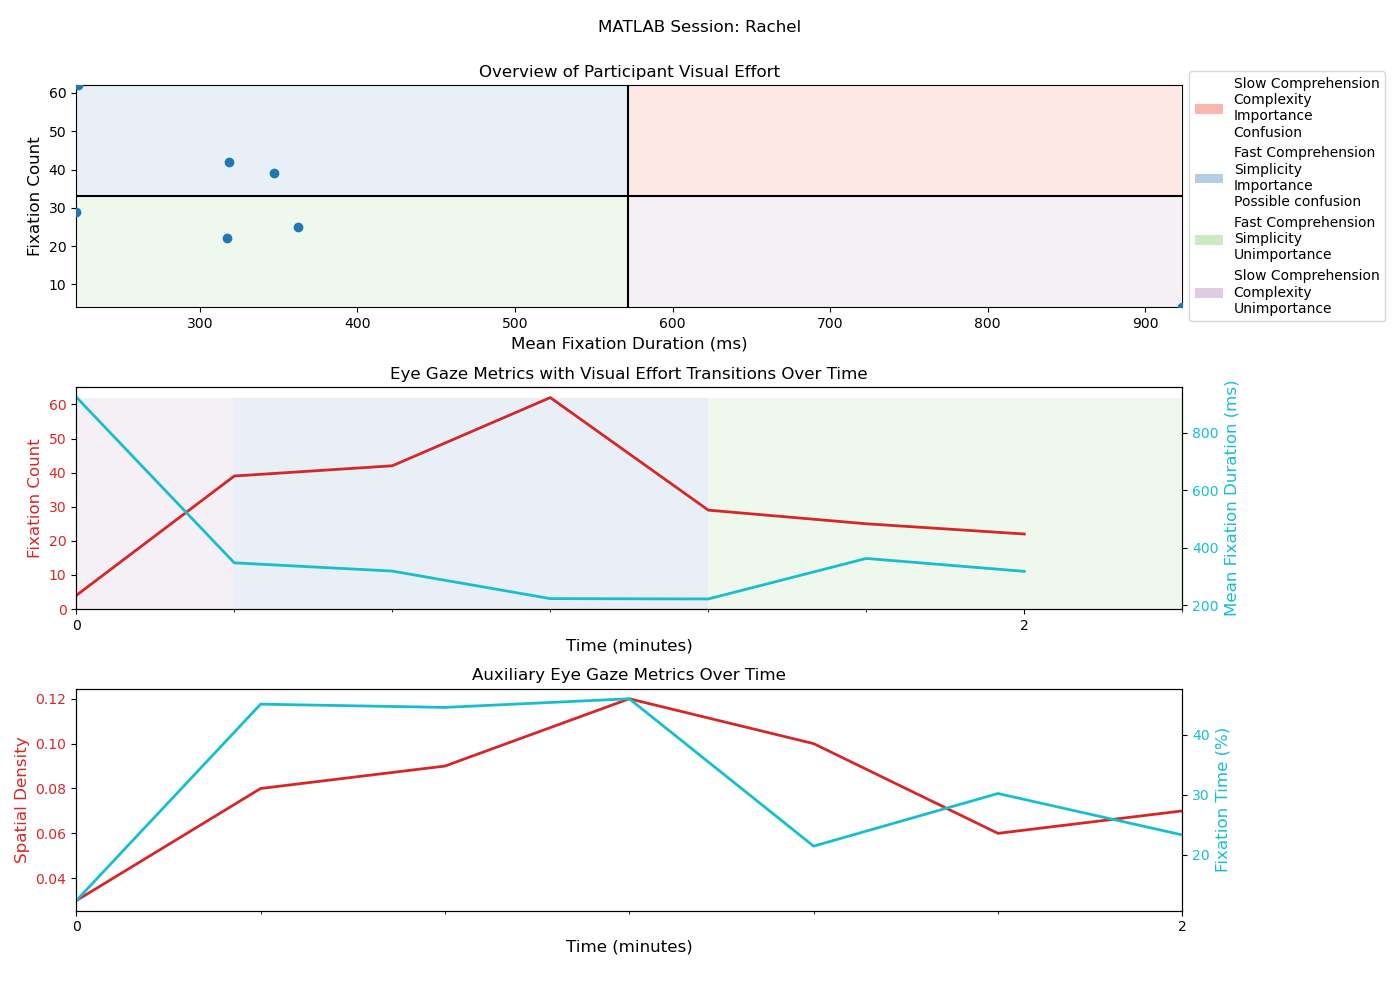 MATLAB Session: Rachel
Overview of Participant Visual Effort
Fixation Count
60
50
40
30
20
10
300 400 500 600 700 800 900
Mean Fixation Duration (ms)
Slow Comprehension
Complexity
Importance
Confusion
Fast Comprehension
Simplicity
Importance
Possible confusion
Fast Comprehension
Simplicity
Unimportance
Slow Comprehension
Complexity
Unimportance
Eye Gaze Metrics with Visual Effort Transitions Over Time
Fixation Count
60
50
40
30
20
10
0
0 2
Time (minutes)
800
600
400
200
Mean Fixation Duration (ms)
Auxiliary Eye Gaze Metrics Over Time
Spatial Density
0.12
0.10
0.08
0.06
0.04
0 2
Time (minutes)
40
30
20
Fixation Time (%)